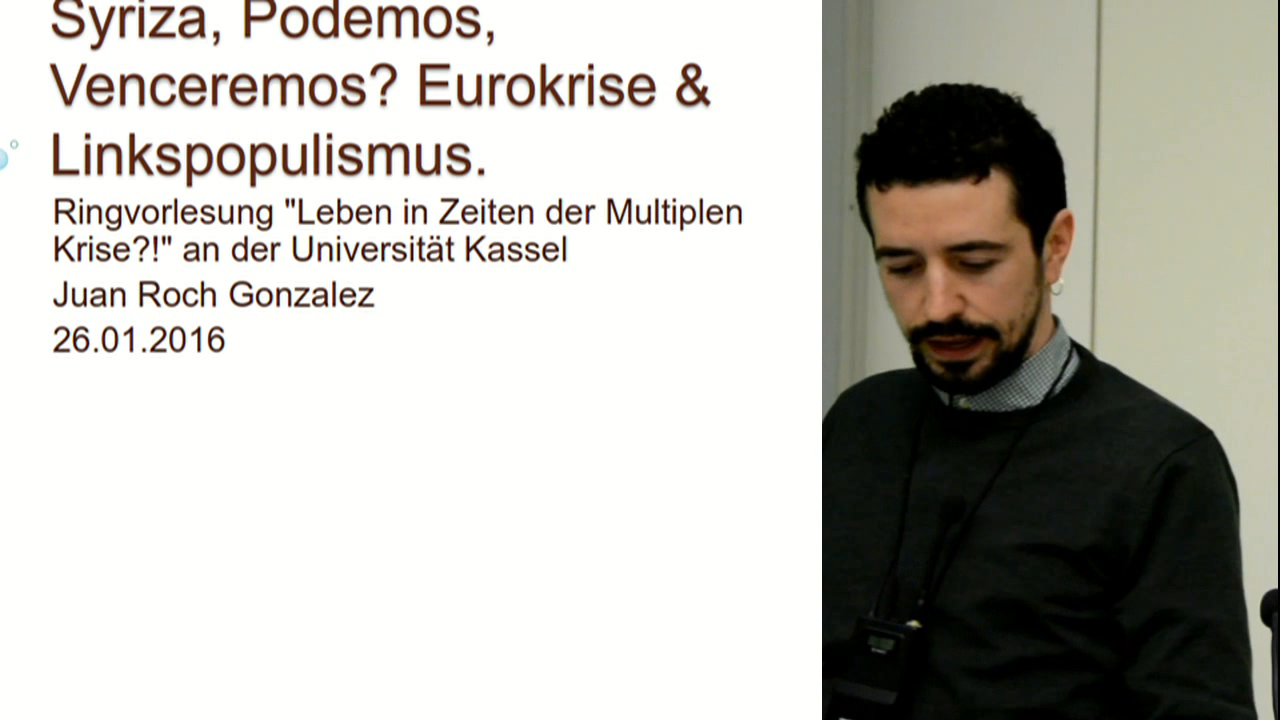 Syriza, Podemos,
Venceremos? Eurokrise &
Linkspopulismus.
Ringvorlesung "Leben in Zeiten der Multiplen
Krise?!" an der Universität Kassel
Juan Roch Gonzalez
26.01.2016